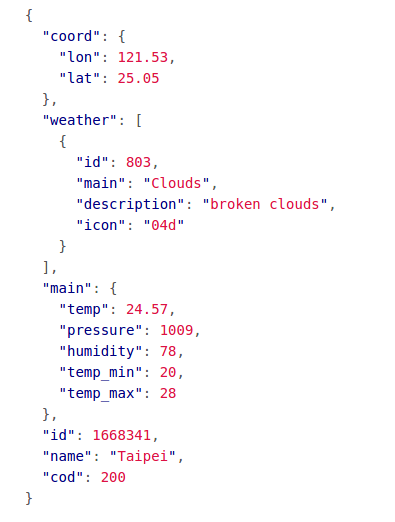 {
  "coord": {
    "lon": 121.53,
    "lat": 25.05
  },
  "weather": [
    {
      "id": 803,
      "main": "Clouds",
      "description": "broken clouds",
      "icon": "04d"
    }
  ],
  "main": {
    "temp": 24.57,
    "pressure": 1009,
    "humidity": 78,
    "temp_min": 20,
    "temp_max": 28
  },
  "id": 1668341,
  "name": "Taipei",
  "cod": 200
}